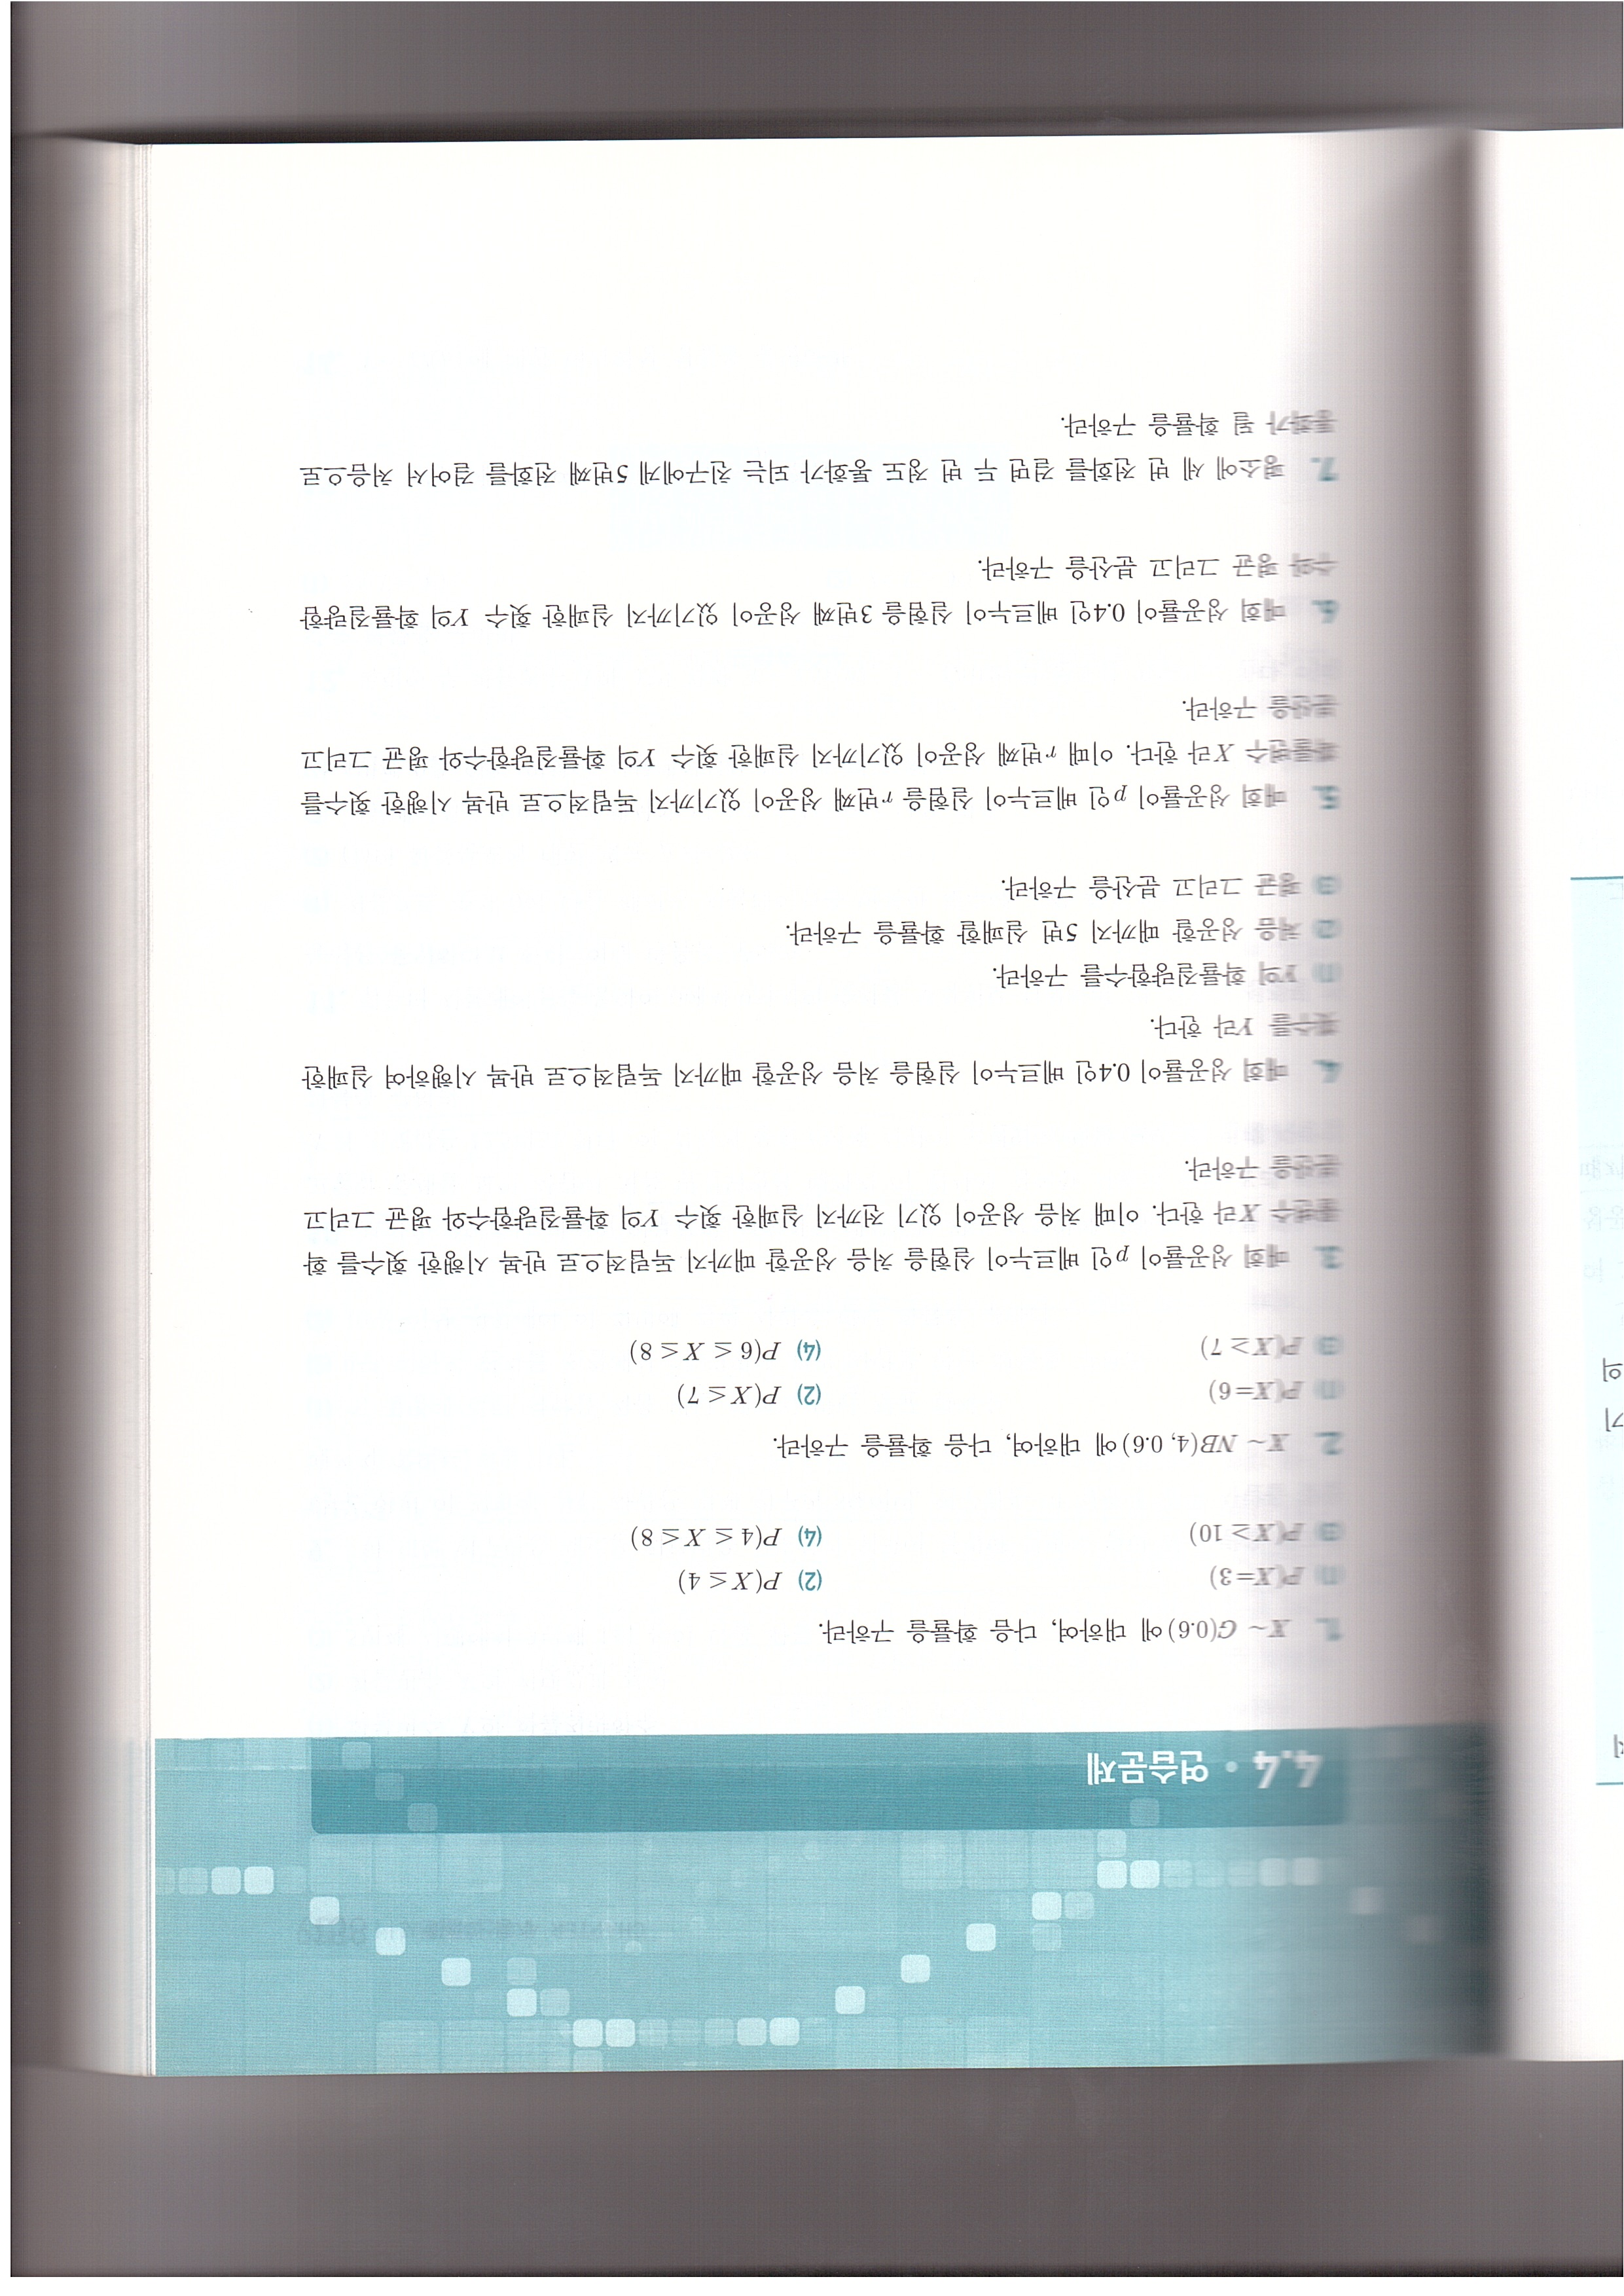 4.4 • 연습문제
1. X ~ G(0.6)에 대하여, 다음 확률을 구하라.
(1) P(X=3)
(2) P(X≤4)
(3) P(X≥10)
(4) P(4≤X≤8)
2. X ~ NB(4, 0.6)에 대하여, 다음 확률을 구하라.
(1) P(X=6)
(2) P(X≤7)
(3) P(X≥7)
(4) P(6≤X≤8)
3. 매회 성공률이 p인 베르누이 실험을 처음 성공할 때까지 독립적으로 반복 시행한 횟수를 확
률변수 X라 한다. 이때 처음 성공이 있기 전까지 실패한 횟수 Y의 확률질량함수와 평균 그리고
분산을 구하라.
4. 매회 성공률이 0.4인 베르누이 실험을 처음 성공할 때까지 독립적으로 반복 시행하여 실패한
횟수를 Y라 한다.
(1) Y의 확률질량함수를 구하라.
(2) 처음 성공할 때까지 5번 실패할 확률을 구하라.
(3) 평균 그리고 분산을 구하라.
5. 매회 성공률이 p인 베르누이 실험을 r번째 성공이 있기까지 독립적으로 반복 시행한 횟수를
확률변수 X라 한다. 이때 r번째 성공이 있기까지 실패한 횟수 Y의 확률질량함수와 평균 그리고
분산을 구하라.
6. 매회 성공률이 0.4인 베르누이 실험을 3번째 성공이 있기까지 실패한 횟수 Y의 확률질량함
수와 평균 그리고 분산을 구하라.
7. 평소에 세 번 전화를 걸면 두 번 정도 통화가 되는 친구에게 5번째 전화를 걸어서 처음으로
통화가 될 확률을 구하라.